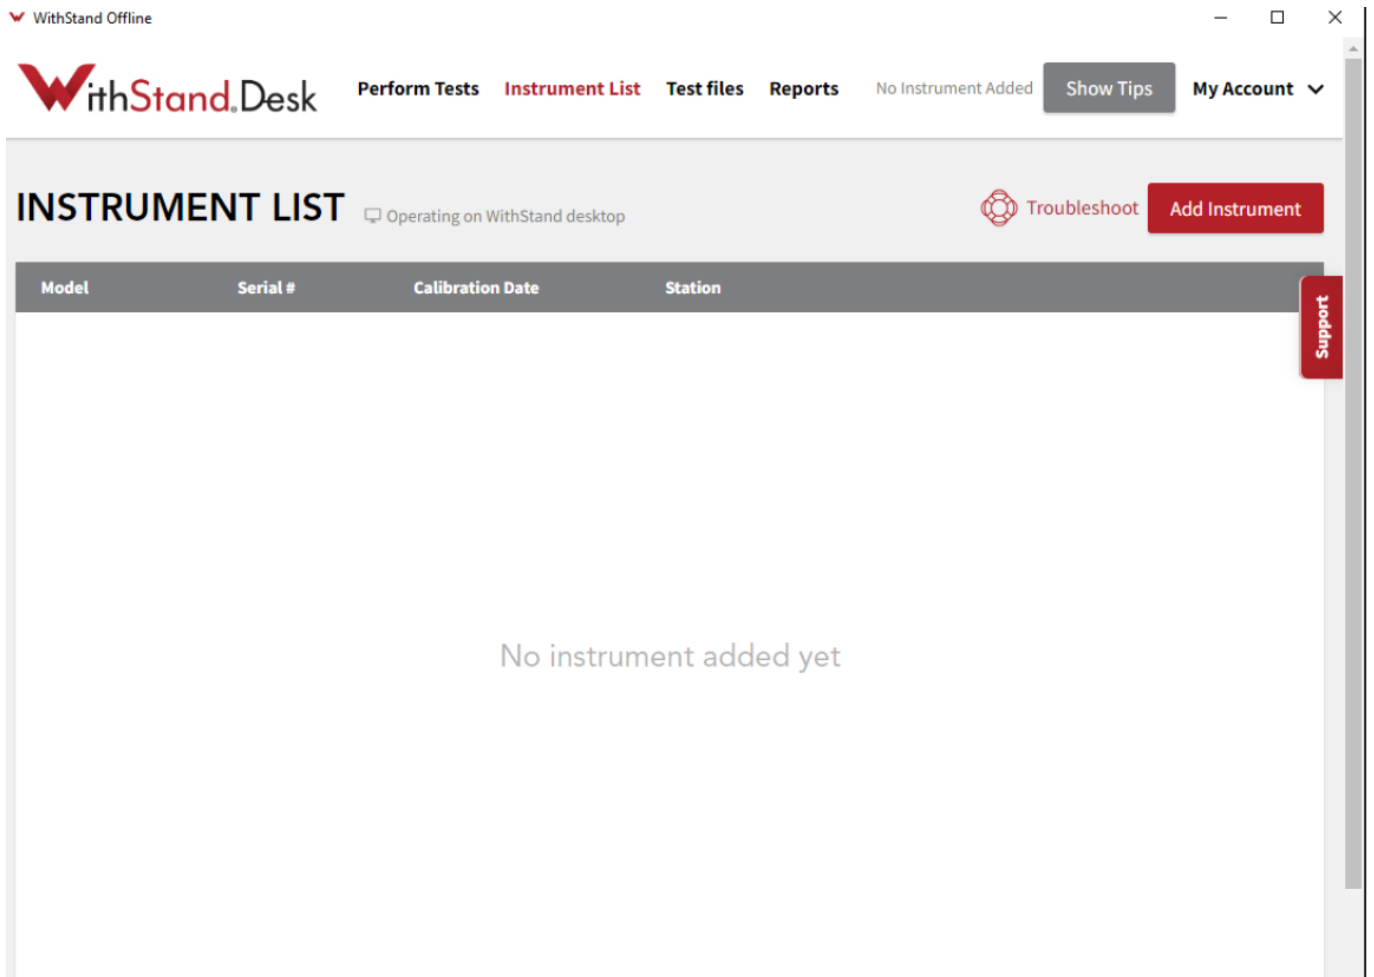 WithStand Offline
WithStand.Desk
Perform Tests Instrument List Test files Reports No Instrument Added Show Tips My Account
INSTRUMENT LIST Operating on WithStand desktop Troubleshoot Add Instrument
Model Serial # Calibration Date Station
Support
No instrument added yet